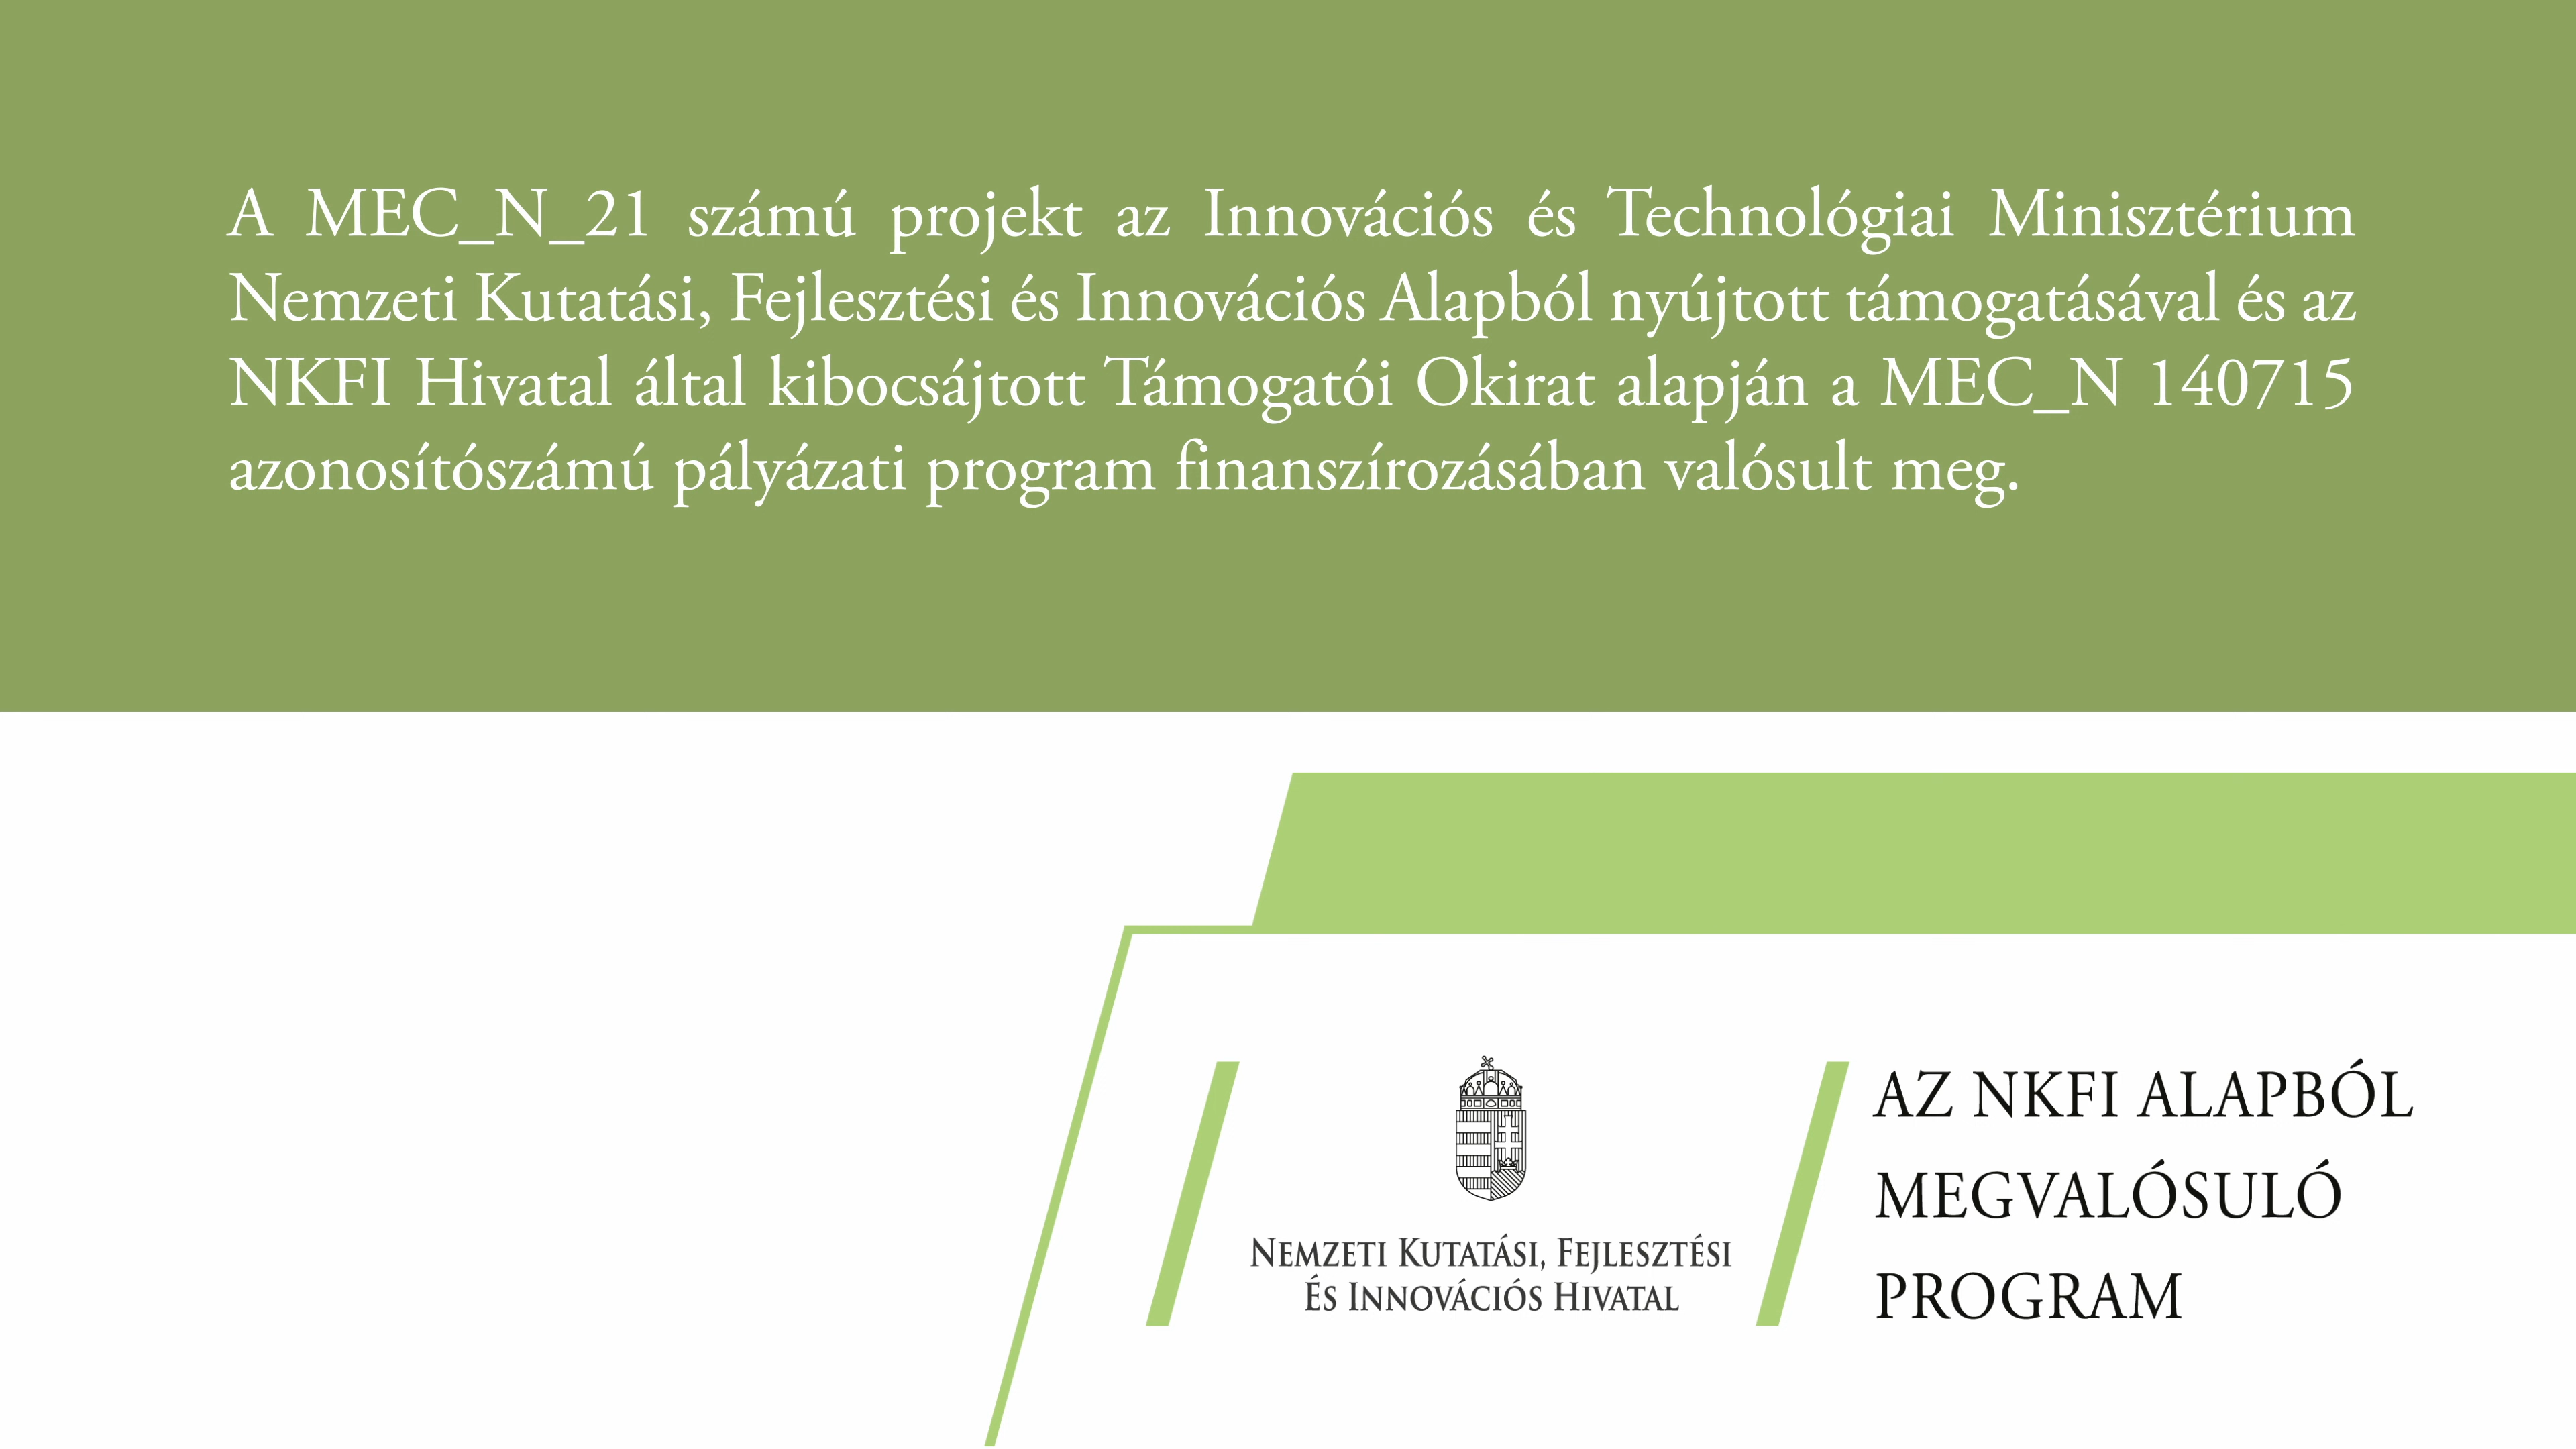 A MEC_N_21 számú projekt az Innovációs és Technológiai Minisztérium
Nemzeti Kutatási, Fejlesztési és Innovációs Alapból nyújtott támogatásával és az
NKFI Hivatal által kibocsájtott Támogatói Okirat alapján a MEC_N 140715
azonosítószámú pályázati program finanszírozásában valósult meg.
NEMZETI KUTATÁSI, FEJLESZTÉSI
ÉS INNOVÁCIÓS HIVATAL
AZ NKFI ALAPBÓL
MEGVALÓSULÓ
PROGRAM